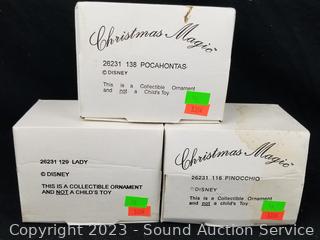 Christmas Magic
26231 138 POCAHONTAS
© DISNEY
This is a Collectible Ornament
and not a Child's Toy
26231 129 LADY
© DISNEY
THIS IS A COLLECTIBLE ORNAMENT
AND NOT A CHILD'S TOY
Christmas Magic
26231 116 PINOCCHIO
© DISNEY
This is a Collectible Ornament
and not a Child's Toy
Copyright 2023 - Sound Auction Service